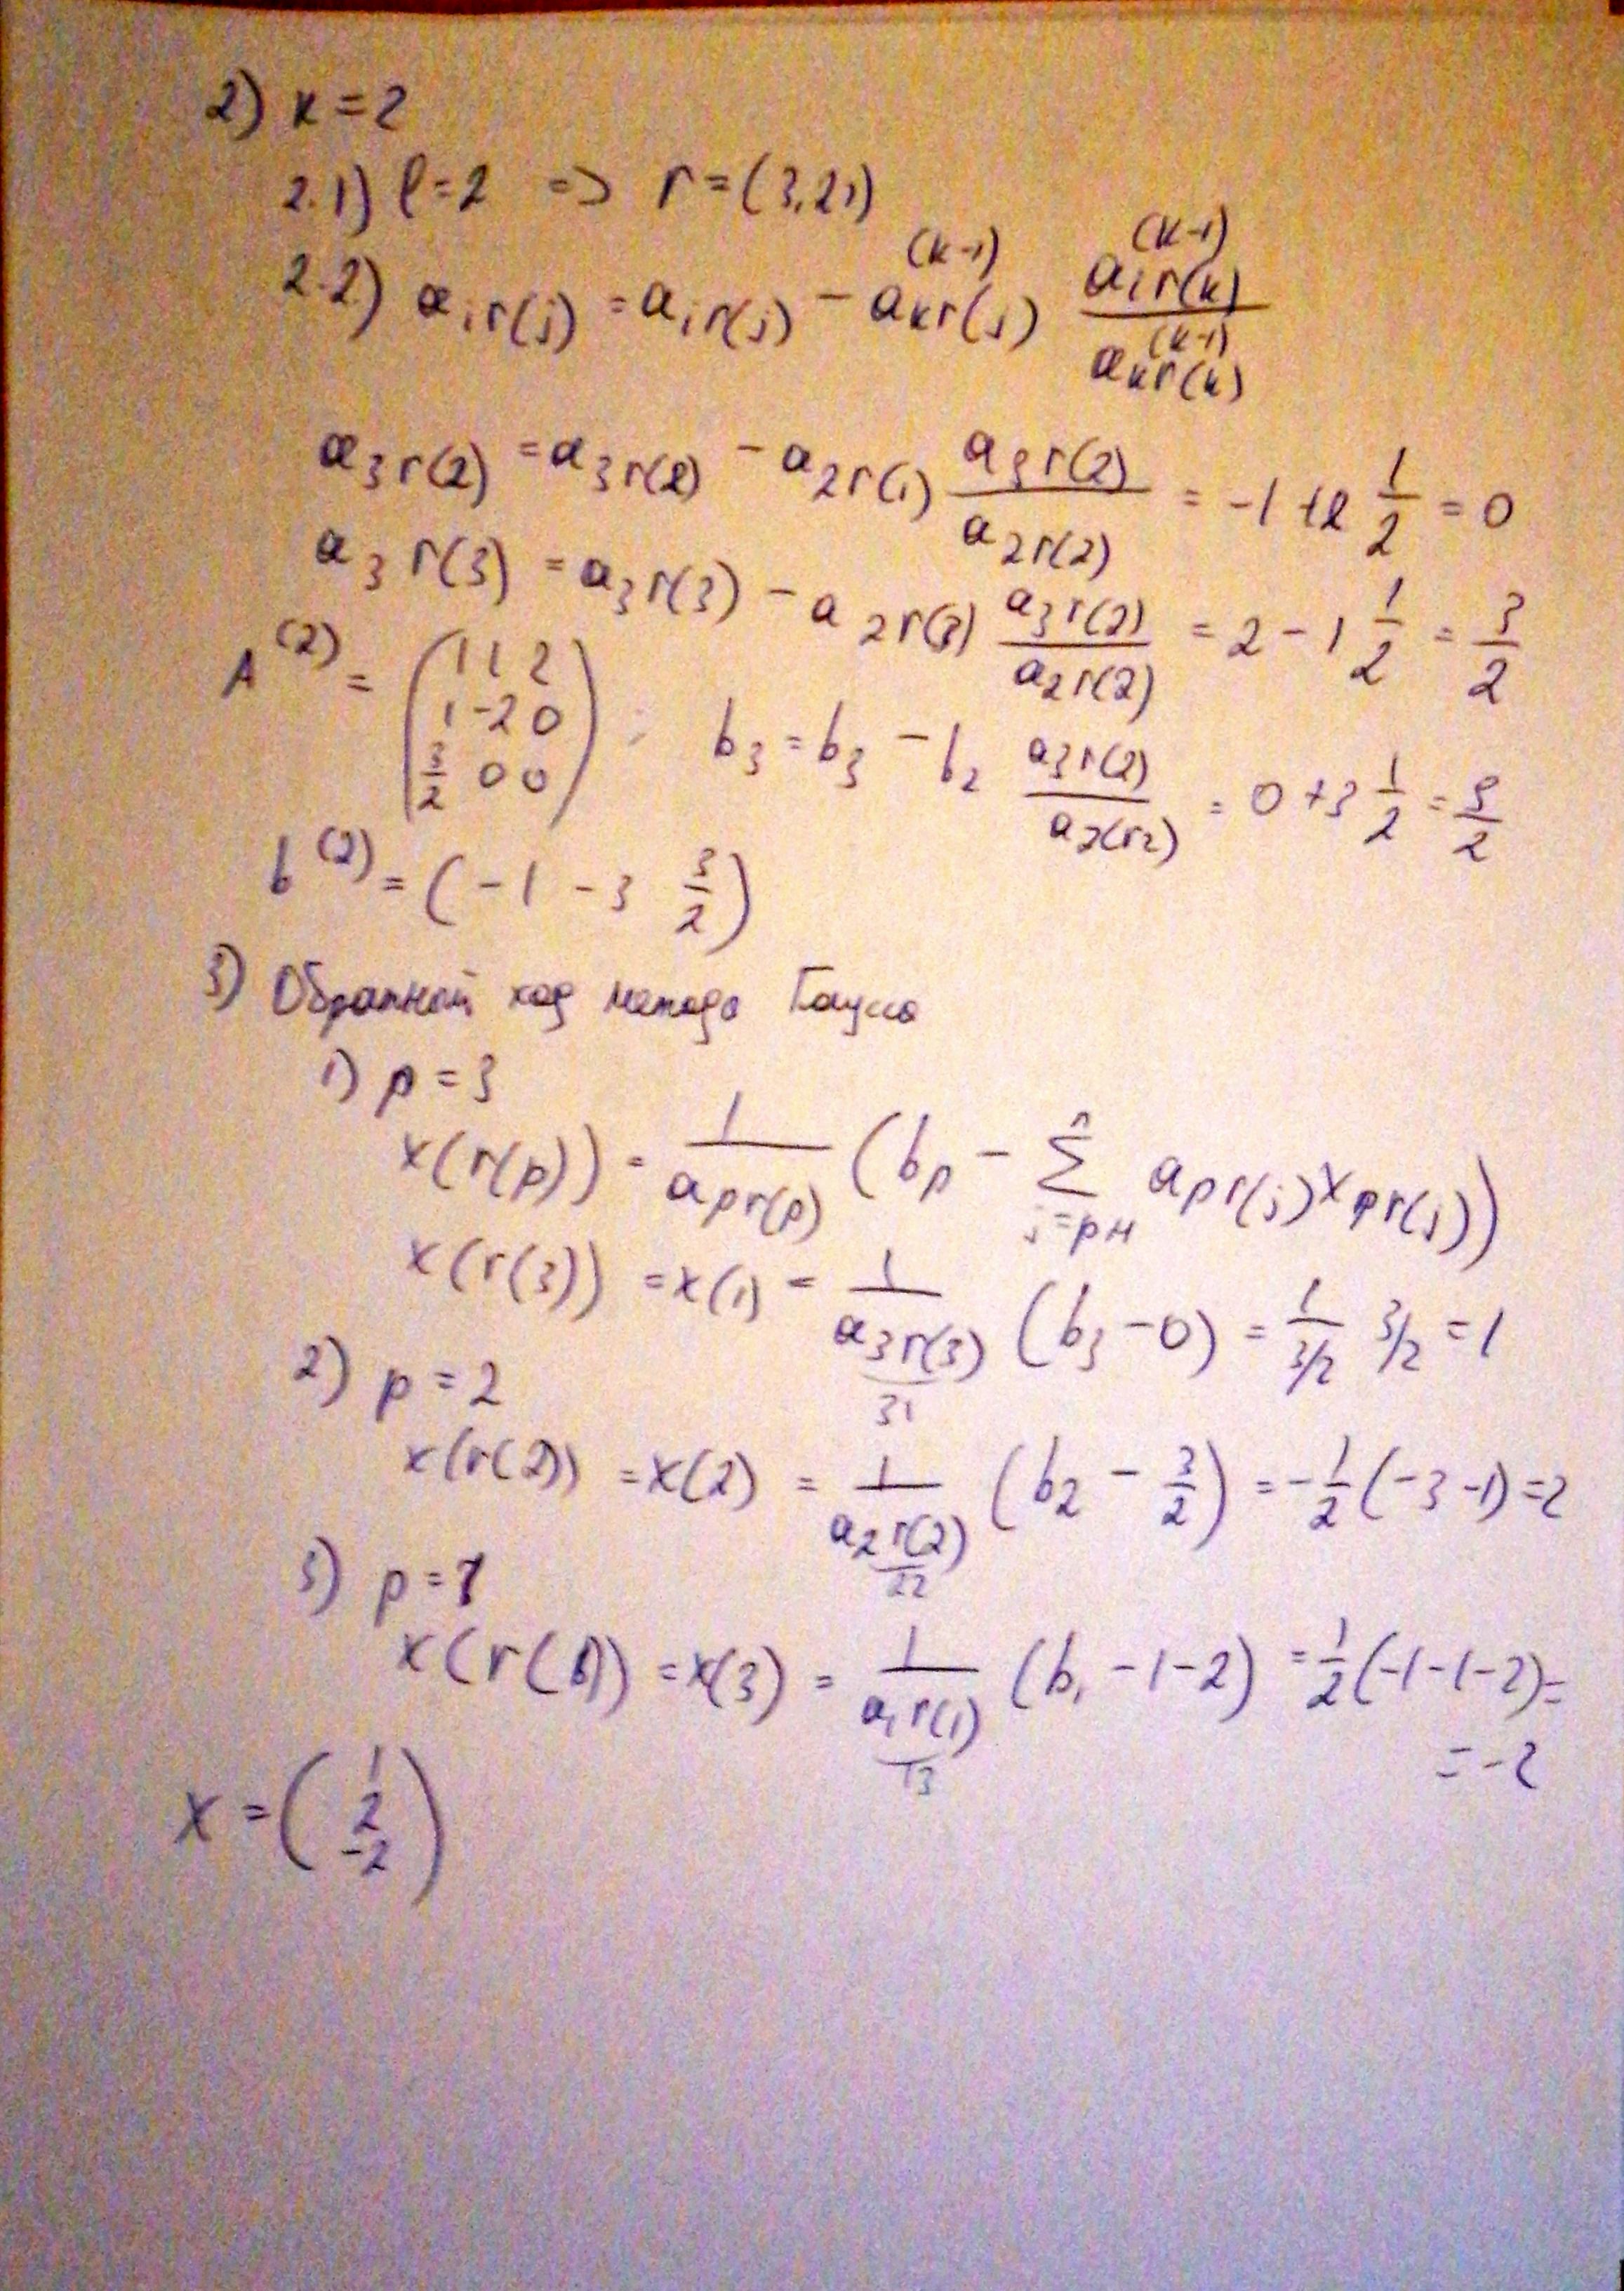 2) k = 2
2.1) l = 2 => r = (3,2,1)
2.2) a_{ir(j)} = a_{ir(j)} - a_{kr(j)}^{(k-1)} \frac{a_{ir(k)}^{(k-1)}}{a_{kr(k)}^{(k-1)}}
a_{3r(2)} = a_{3r(2)} - a_{2r(1)} \frac{a_{3r(2)}}{a_{2r(2)}} = -1 + 2 \frac{1}{2} = 0
a_{3r(3)} = a_{3r(3)} - a_{2r(3)} \frac{a_{3r(2)}}{a_{2r(2)}} = 2 - 1 \frac{1}{2} = \frac{3}{2}
A^{(2)} = \begin{pmatrix} 1 & 1 & 2 \\ 1 & -2 & 0 \\ \frac{3}{2} & 0 & 0 \end{pmatrix}; b_3 = b_3 - b_2 \frac{a_{3r(2)}}{a_{2(r2)}} = 0 + 3 \frac{1}{2} = \frac{3}{2}
b^{(2)} = (-1 -3 \frac{3}{2})
3) Обратный ход метода Гаусса
1) p = 3
x(r(p)) = \frac{1}{a_{pr(p)}} (b_p - \sum_{j=p+1}^{n} a_{pr(j)} x_{pr(j)})
x(r(3)) = x(1) = \frac{1}{a_{3r(3)}} (b_3 - 0) = \frac{1}{3/2} 3/2 = 1
31
2) p = 2
x(r(2)) = x(2) = \frac{1}{a_{2r(2)}} (b_2 - \frac{3}{2}) = -\frac{1}{2} (-3 -1) = 2
22
3) p = 1
x(r(1)) = x(3) = \frac{1}{a_{1r(1)}} (b_1 - 1 - 2) = \frac{1}{2} (-1 -1 -2) =
13
= -2
x = \begin{pmatrix} 1 \\ 2 \\ -2 \end{pmatrix}